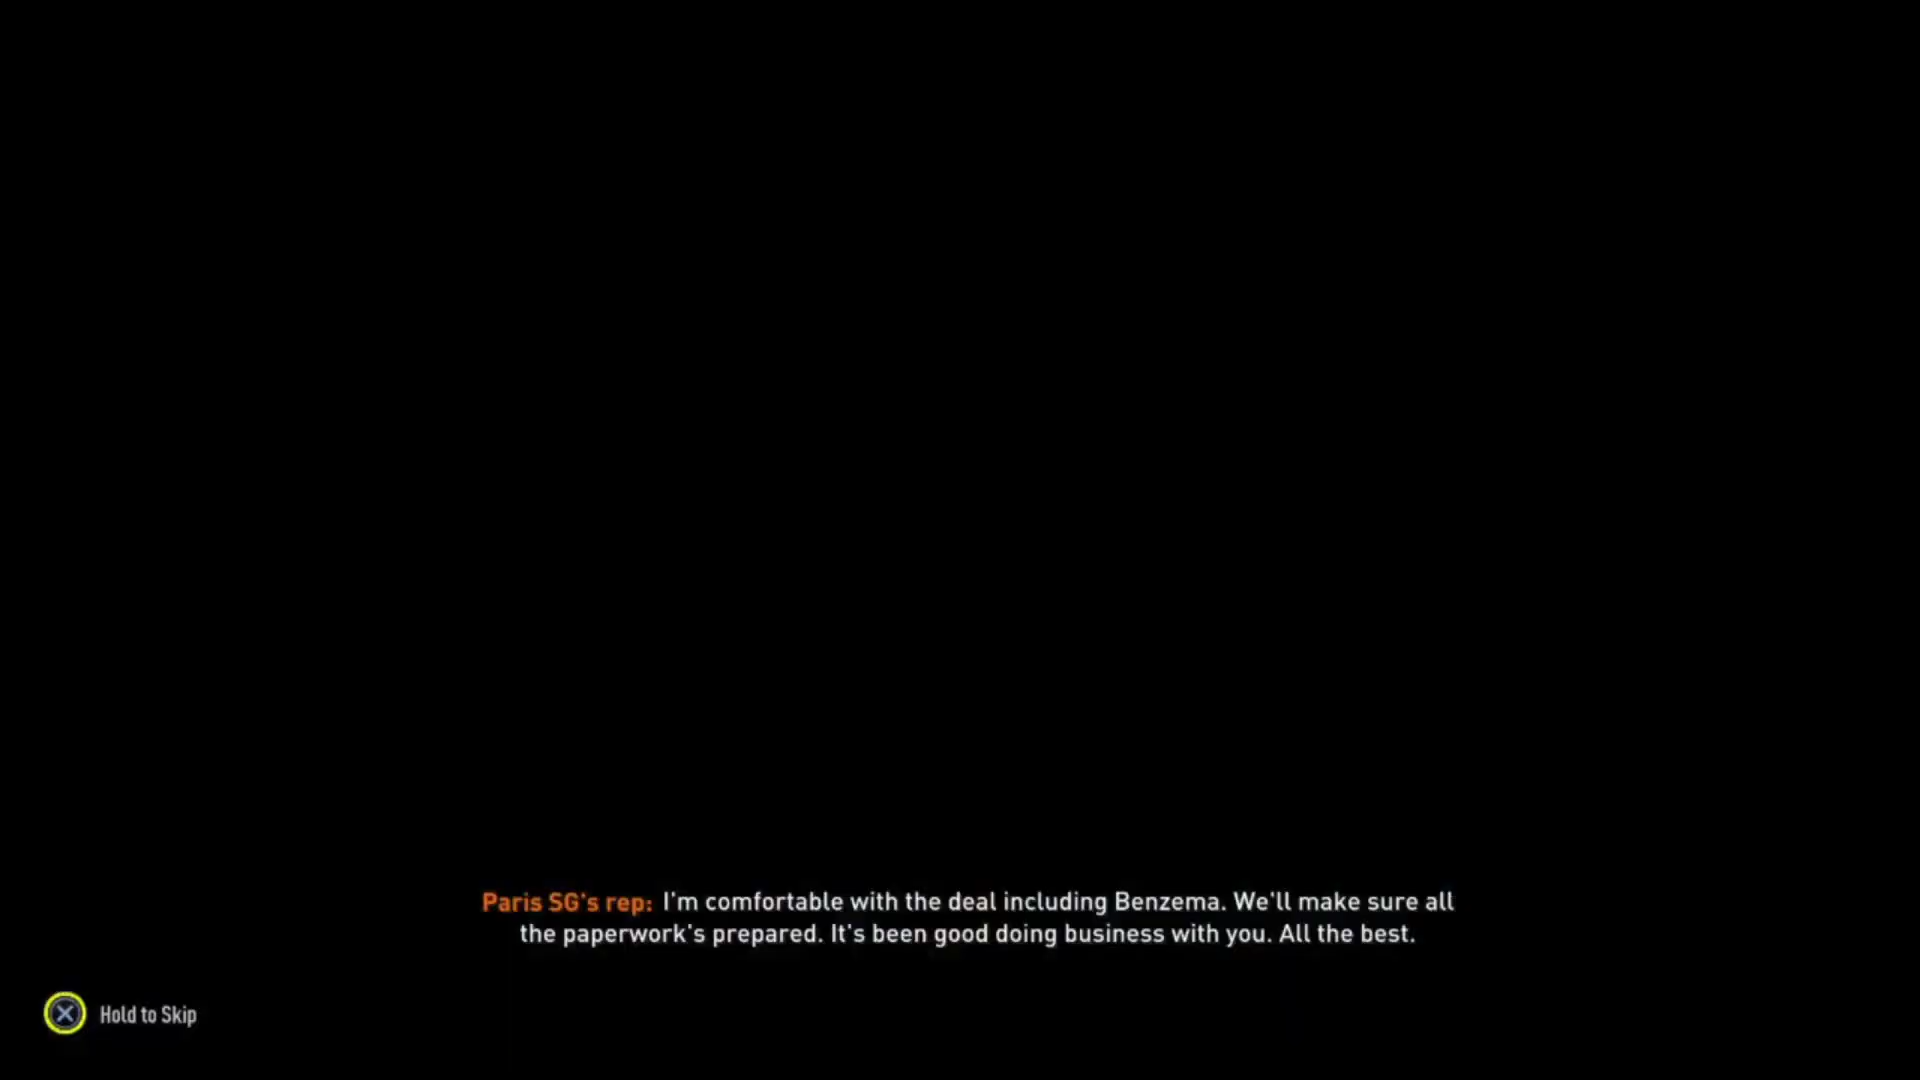 Paris SG's rep: I'm comfortable with the deal including Benzema. We'll make sure all
the paperwork's prepared. It's been good doing business with you. All the best.
Hold to Skip